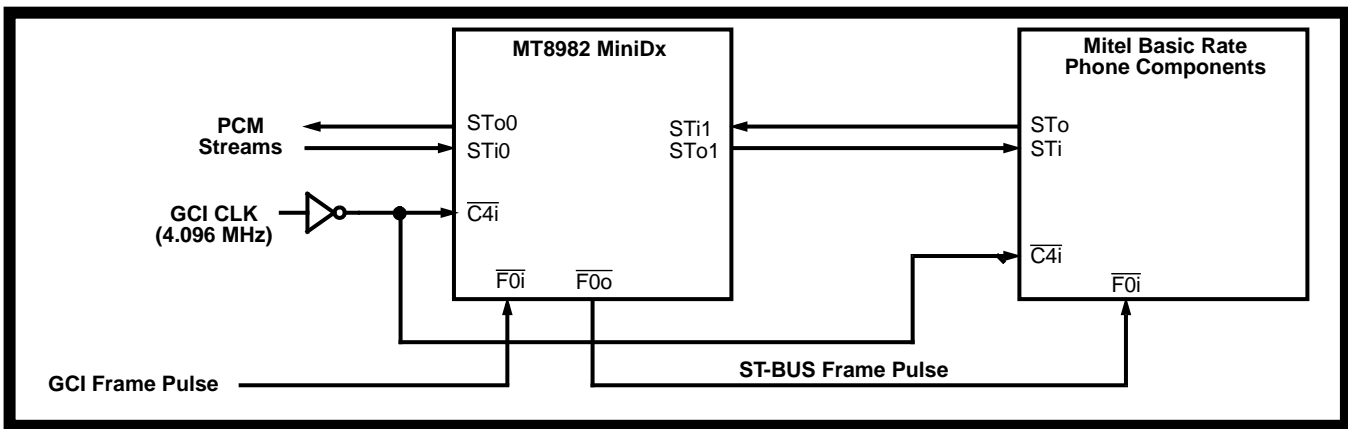 MT8982 MiniDx
Mitel Basic Rate
Phone Components
PCM
Streams
STo0
STi0
STi1
STo1
STo
STi
GCI CLK
(4.096 MHz)
C4i
C4i
F0i
F0o
F0i
GCI Frame Pulse
ST-BUS Frame Pulse